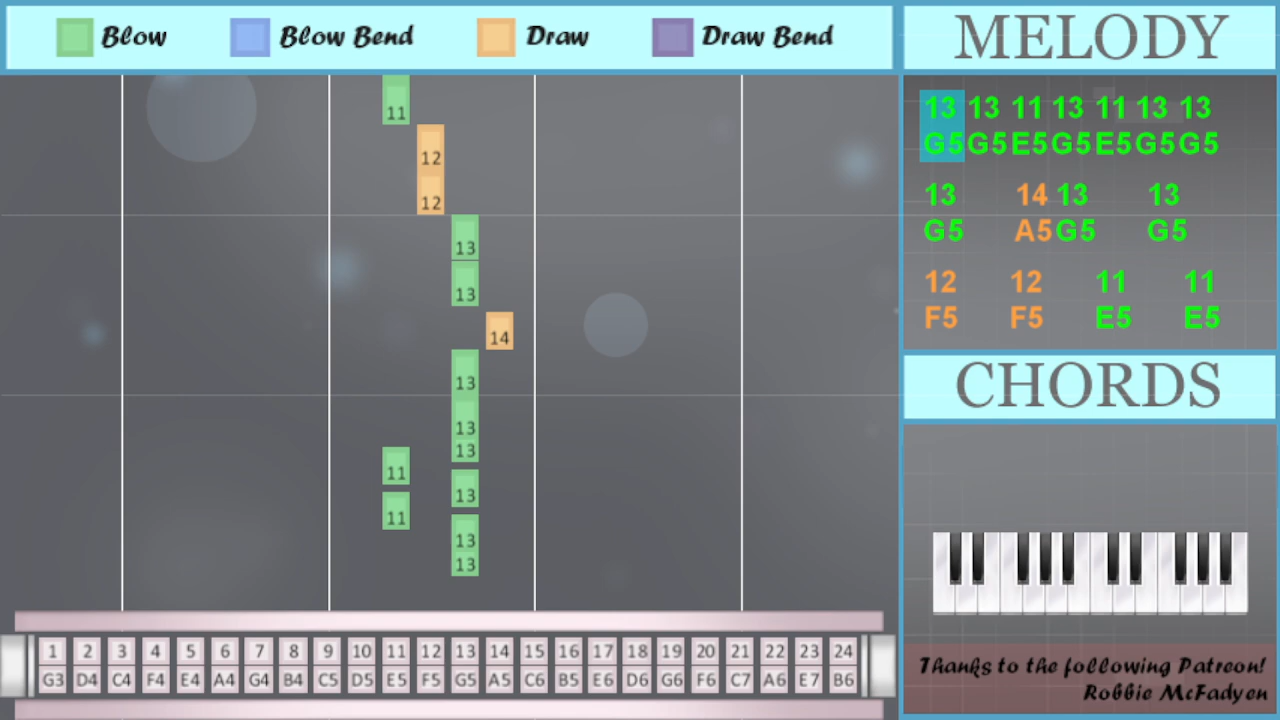 Blow Blow Bend Draw Draw Bend
MELODY
11
12
12
13
13
14
13
13
13
11
13
11
13
13
13 13 11 13 11 13 13
G5 G5 E5 G5 E5 G5 G5
13 14 13 13
G5 A5 G5 G5
12 12 11 11
F5 F5 E5 E5
CHORDS
1 2 3 4 5 6 7 8 9 10 11 12 13 14 15 16 17 18 19 20 21 22 23 24
G3 D4 C4 F4 E4 A4 G4 B4 C5 D5 E5 F5 G5 A5 C6 B5 E6 D6 G6 F6 C7 A6 E7 B6
Thanks to the following Patreon!
Robbie McFadyen